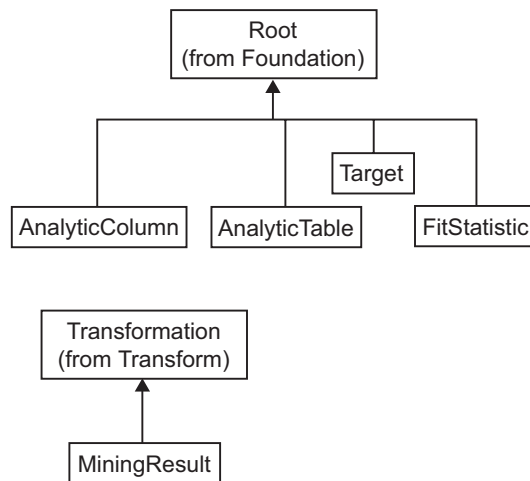 Root
(from Foundation)
Target
AnalyticColumn
AnalyticTable
FitStatistic
Transformation
(from Transform)
MiningResult